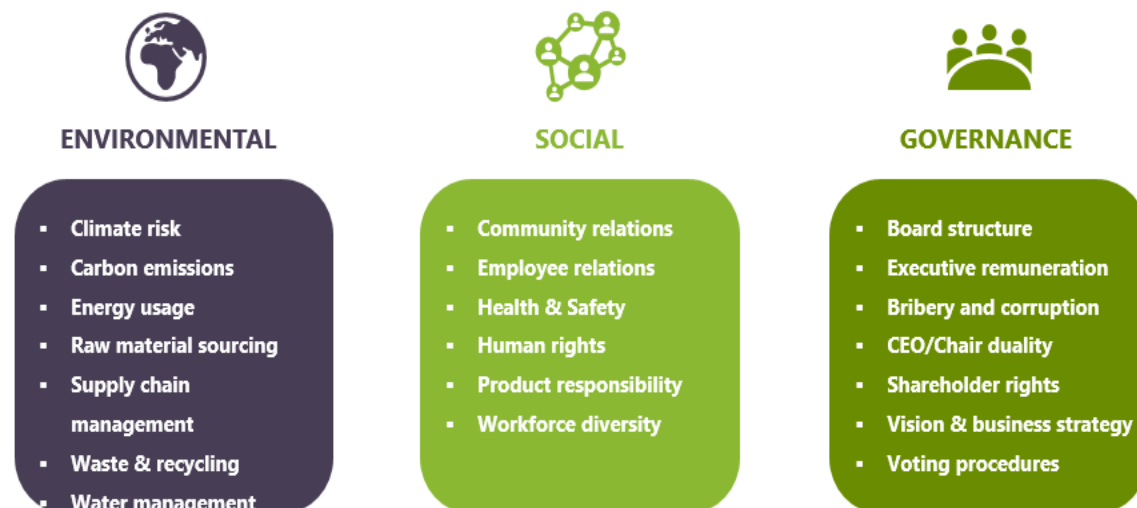 ENVIRONMENTAL
▪ Climate risk
▪ Carbon emissions
▪ Energy usage
▪ Raw material sourcing
▪ Supply chain
management
▪ Waste & recycling
▪ Water management
SOCIAL
▪ Community relations
▪ Employee relations
▪ Health & Safety
▪ Human rights
▪ Product responsibility
▪ Workforce diversity
GOVERNANCE
▪ Board structure
▪ Executive remuneration
▪ Bribery and corruption
▪ CEO/Chair duality
▪ Shareholder rights
▪ Vision & business strategy
▪ Voting procedures